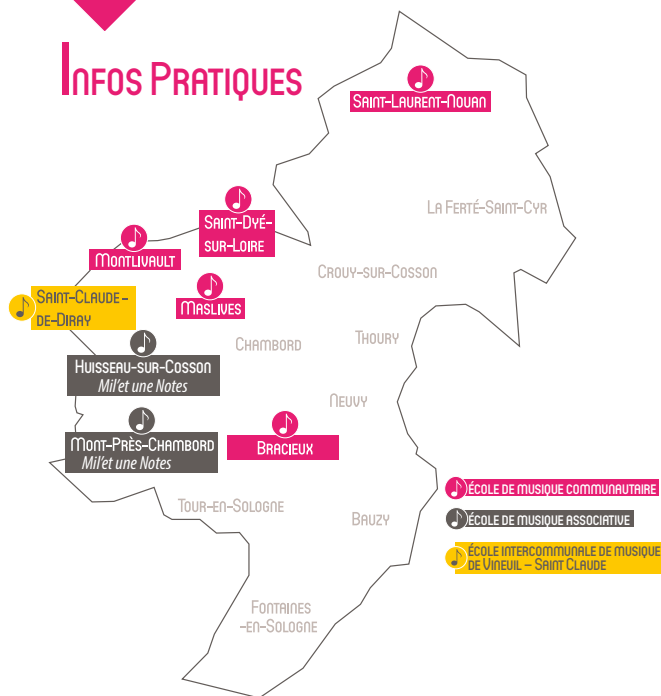 Infos Pratiques
Saint-Laurent-Nouan
La Ferté-Saint-Cyr
Saint-Dyé-
sur-Loire
Montlivault
Crouy-sur-Cosson
Maslives
Saint-Claude-
de-Diray
Chambord
Thoury
Huisseau-sur-Cosson
Mil'et une Notes
Neuvy
Mont-Près-Chambord
Mil'et une Notes
Bracieux
école de musique communautaire
école de musique associative
école intercommunale de musique
de Vineuil – Saint Claude
Tour-en-Sologne
Bauzy
Fontaines
-en-Sologne